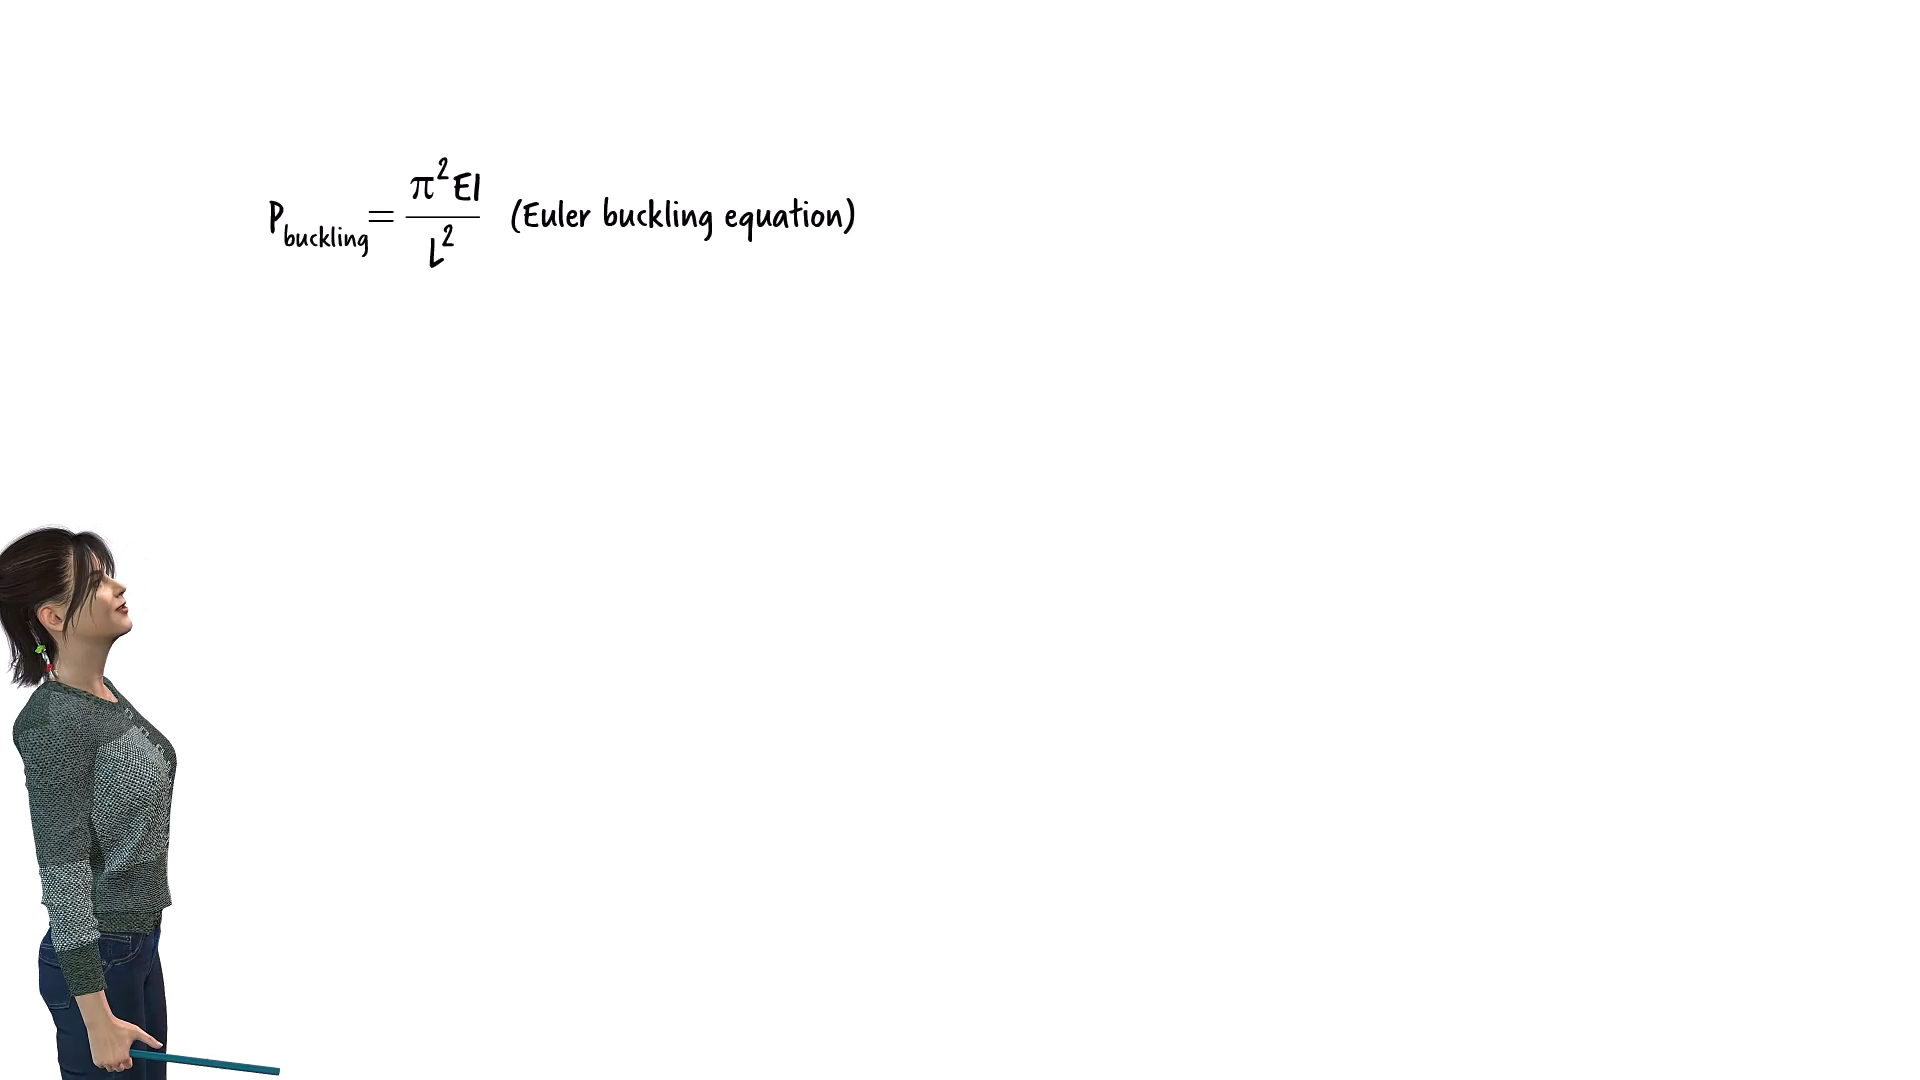 P_buckling = π²EI / L² (Euler buckling equation)